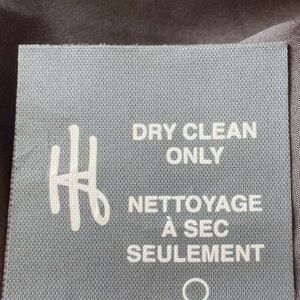 DRY CLEAN
ONLY
NETTOYAGE
À SEC
SEULEMENT